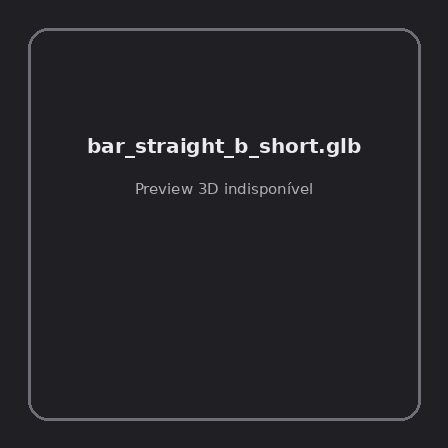 bar_straight_b_short.glb
Preview 3D indisponível